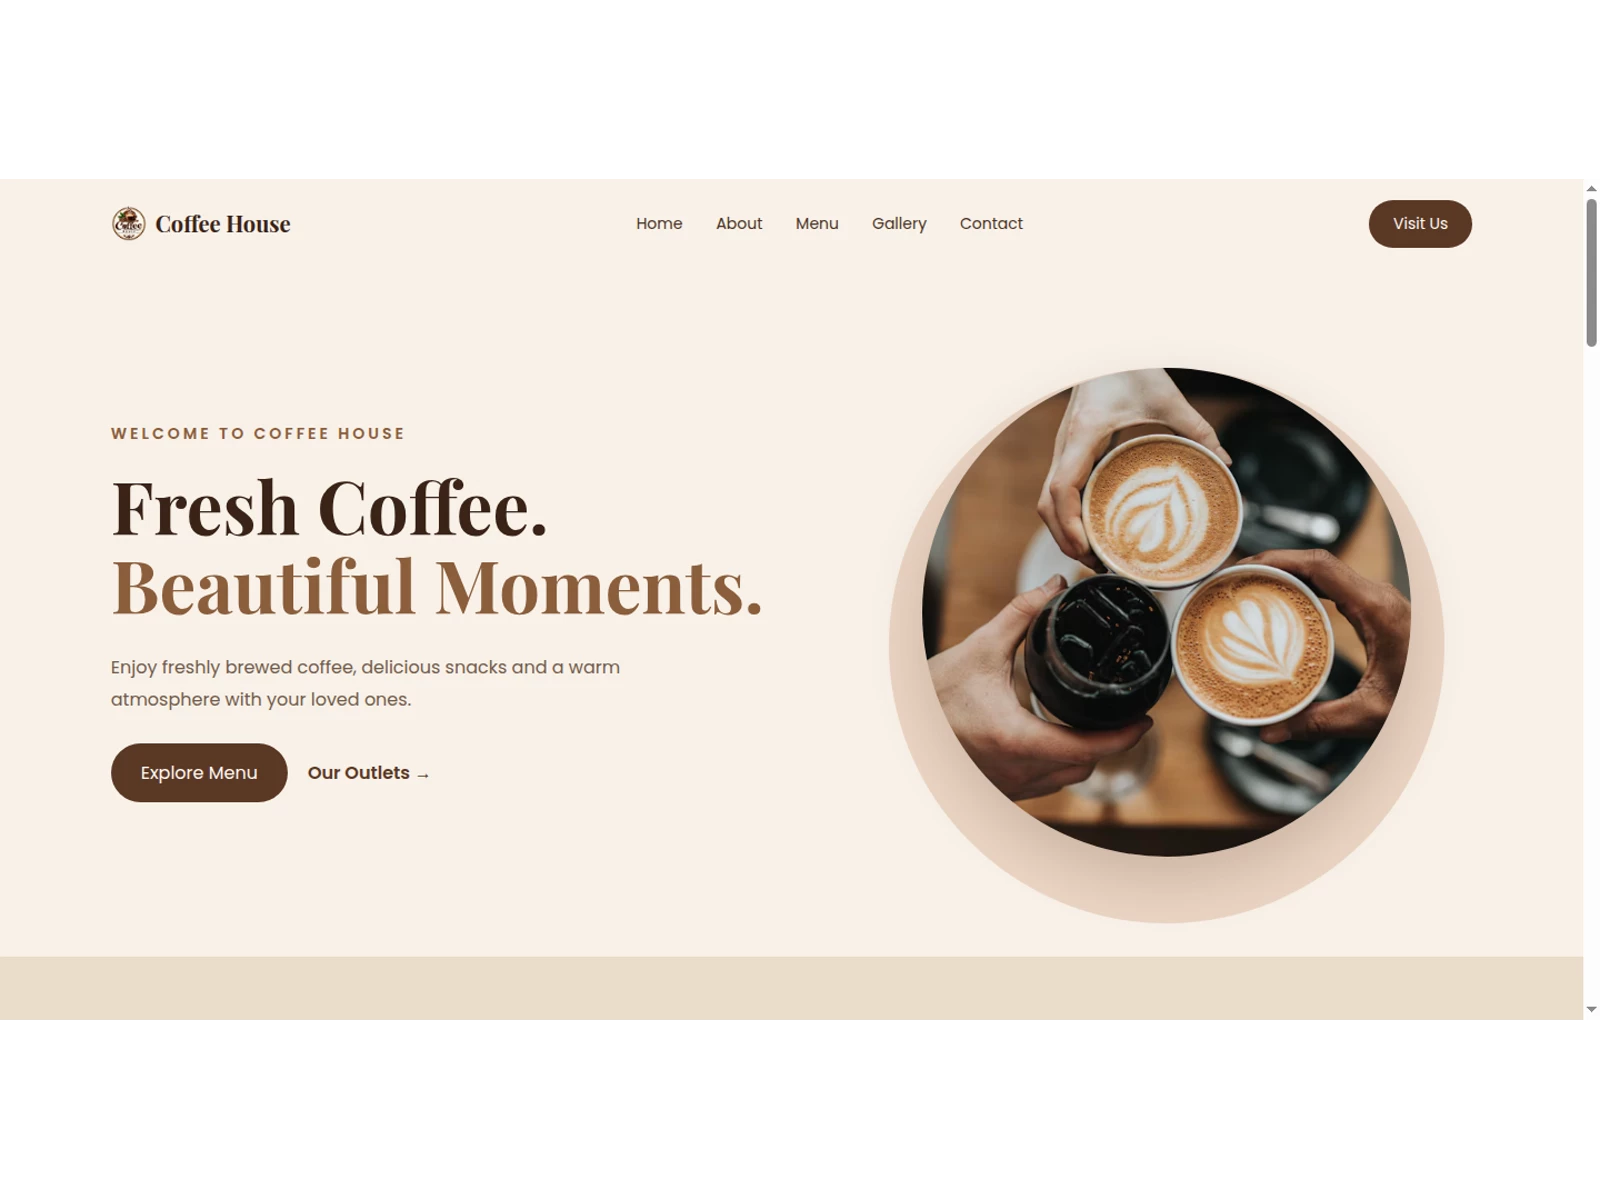 Coffee
Coffee House
Home
About
Menu
Gallery
Contact
Visit Us
WELCOME TO COFFEE HOUSE
Fresh Coffee.
Beautiful Moments.
Enjoy freshly brewed coffee, delicious snacks and a warm
atmosphere with your loved ones.
Explore Menu
Our Outlets →